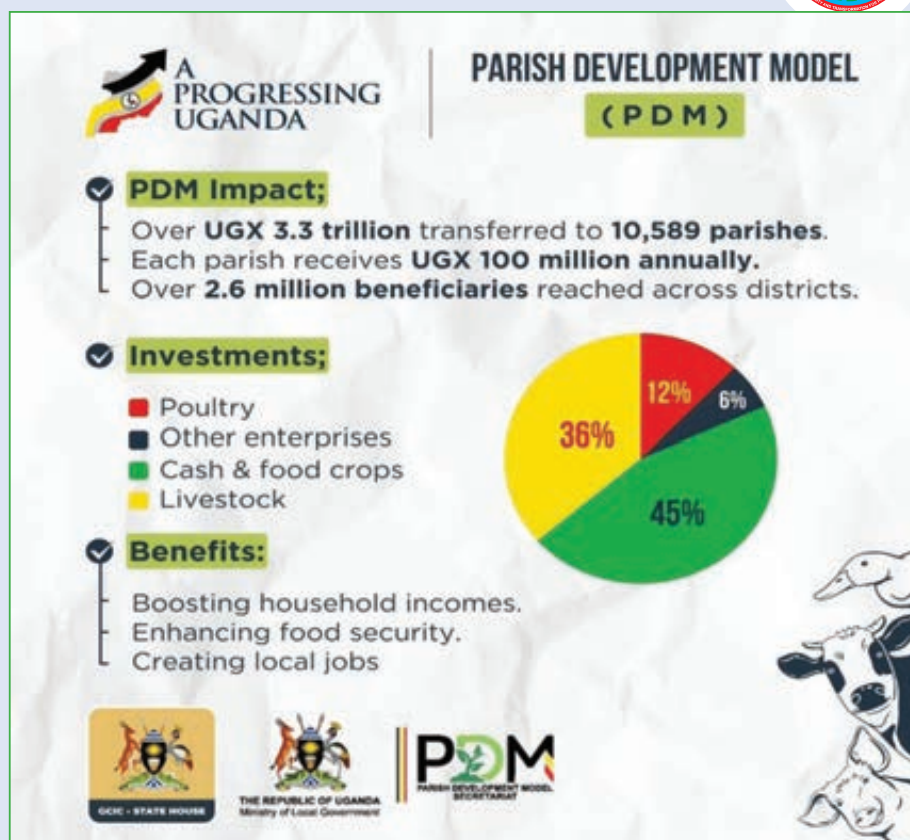 A
PROGRESSING
UGANDA
PARISH DEVELOPMENT MODEL
(PDM)
PDM Impact;
Over UGX 3.3 trillion transferred to 10,589 parishes.
Each parish receives UGX 100 million annually.
Over 2.6 million beneficiaries reached across districts.
Investments;
Poultry
Other enterprises
Cash & food crops
Livestock
12%
6%
36%
45%
Benefits:
Boosting household incomes.
Enhancing food security.
Creating local jobs
GCIC - STATE HOUSE
THE REPUBLIC OF UGANDA
Ministry of Local Government
PDM
PARISH DEVELOPMENT MODEL
SECRETARIAT